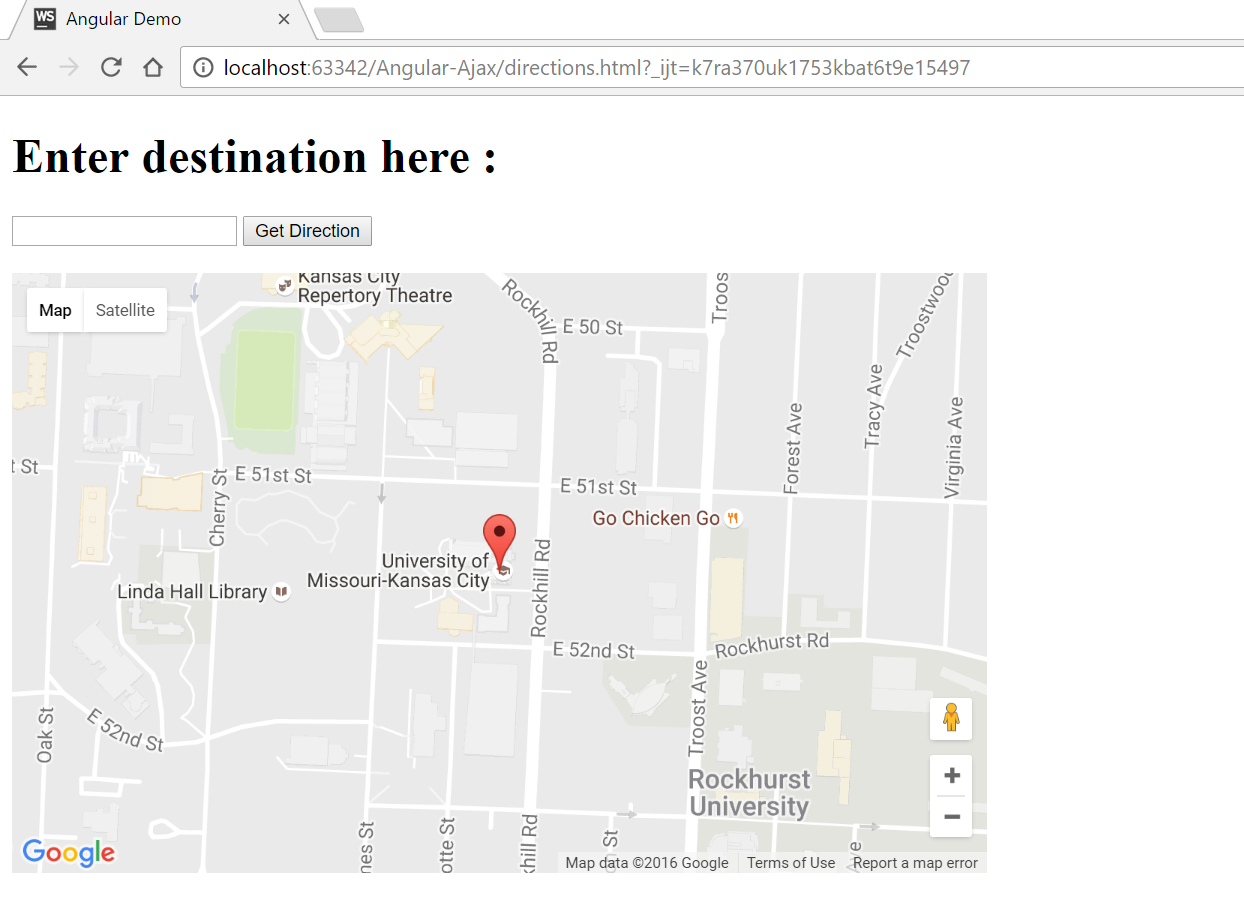 WS Angular Demo
localhost:63342/Angular-Ajax/directions.html?_ijt=k7ra370uk1753kbat6t9e15497
Enter destination here :
Get Direction
Map Satellite
Kansas City
Repertory Theatre
Rockhill Rd
E 50 St
Troos
Troostwood
Tracy Ave
Forest Ave
Virginia Ave
t St
E 51st St
E 51st St
Cherry St
Go Chicken Go
University of
Missouri-Kansas City
Linda Hall Library
Rockhill Rd
E 52nd St
Rockhurst Rd
Troost Ave
Oak St
E 52nd St
Rockhurst
University
nes St
otte St
khill Rd
n St
Ave
Google
Map data ©2016 Google Terms of Use Report a map error